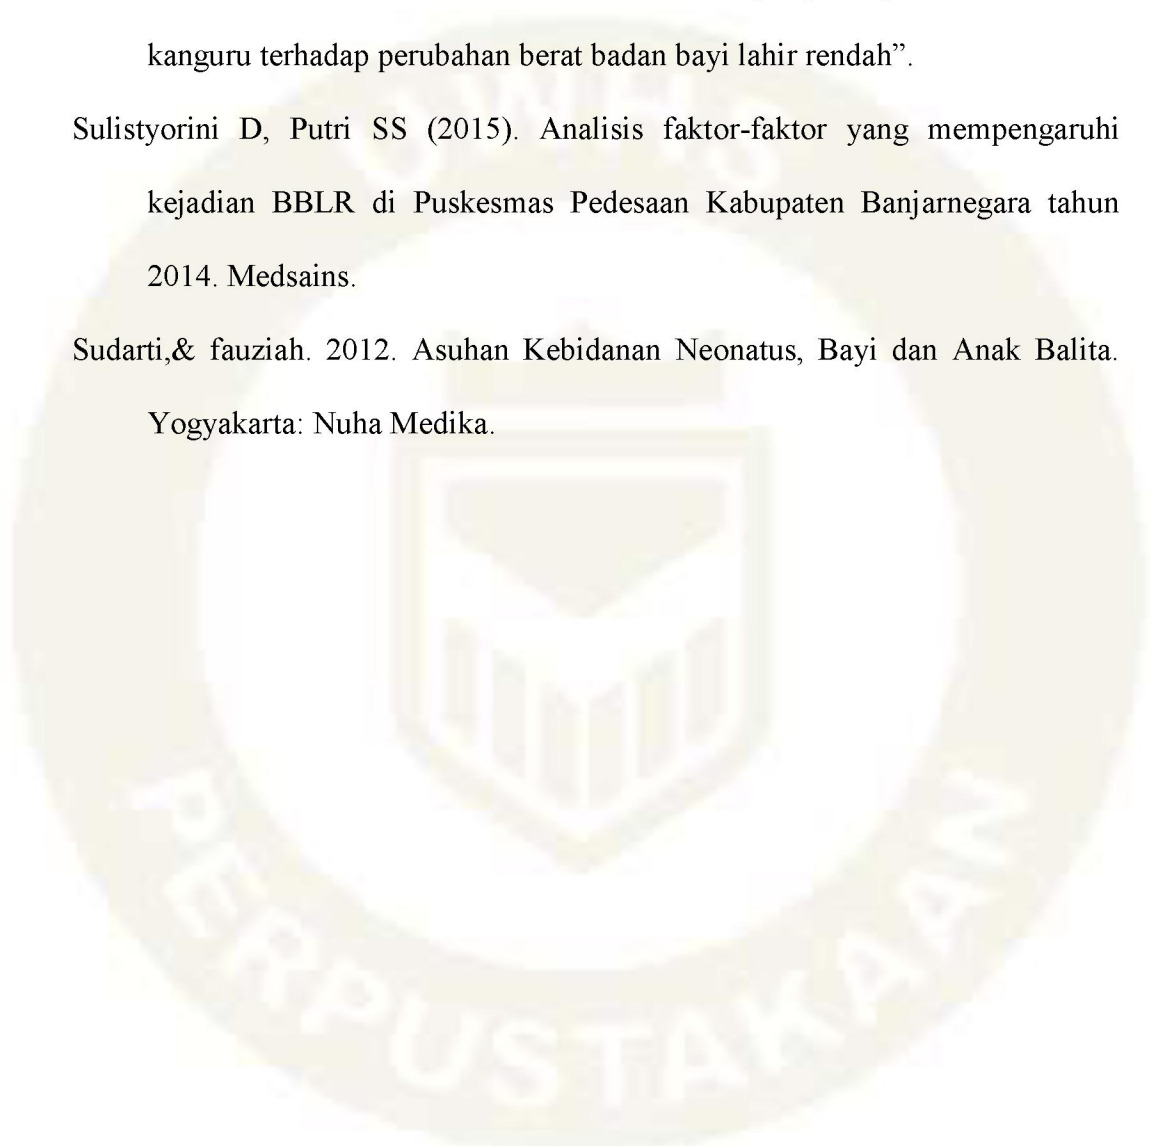 kanguru terhadap perubahan berat badan bayi lahir rendah”.
Sulistyorini D, Putri SS (2015). Analisis faktor-faktor yang mempengaruhi
kejadian BBLR di Puskesmas Pedesaan Kabupaten Banjarnegara tahun
2014. Medsains.
Sudarti,& fauziah. 2012. Asuhan Kebidanan Neonatus, Bayi dan Anak Balita.
Yogyakarta: Nuha Medika.
UWHS
PERPUSTAKAAN